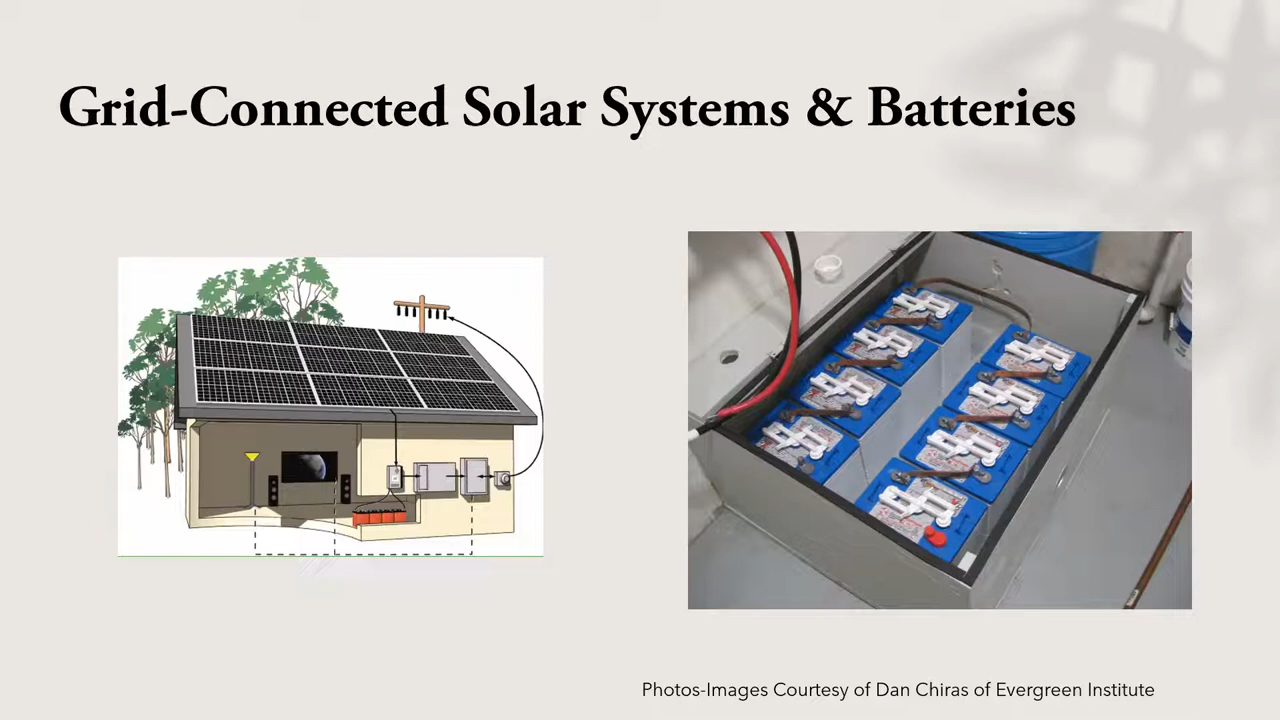 Grid-Connected Solar Systems & Batteries
Photos-Images Courtesy of Dan Chiras of Evergreen Institute